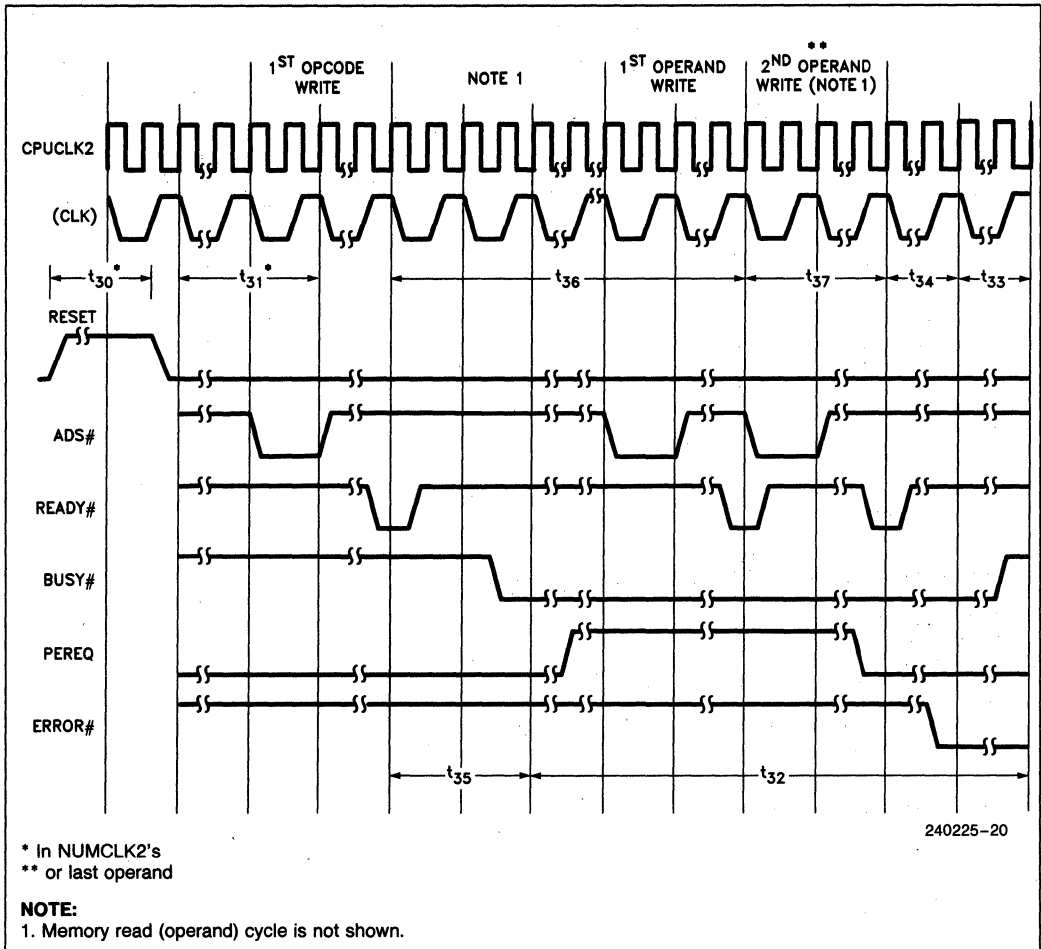 1ST OPCODE
WRITE
NOTE 1
1ST OPERAND
WRITE
**
2ND OPERAND
WRITE (NOTE 1)
CPUCLK2
(CLK)
t30*
t31*
t36
t37
t34
t33
RESET
ADS#
READY#
BUSY#
PEREQ
ERROR#
t35
t32
240225–20
* In NUMCLK2's
** or last operand
NOTE:
1. Memory read (operand) cycle is not shown.